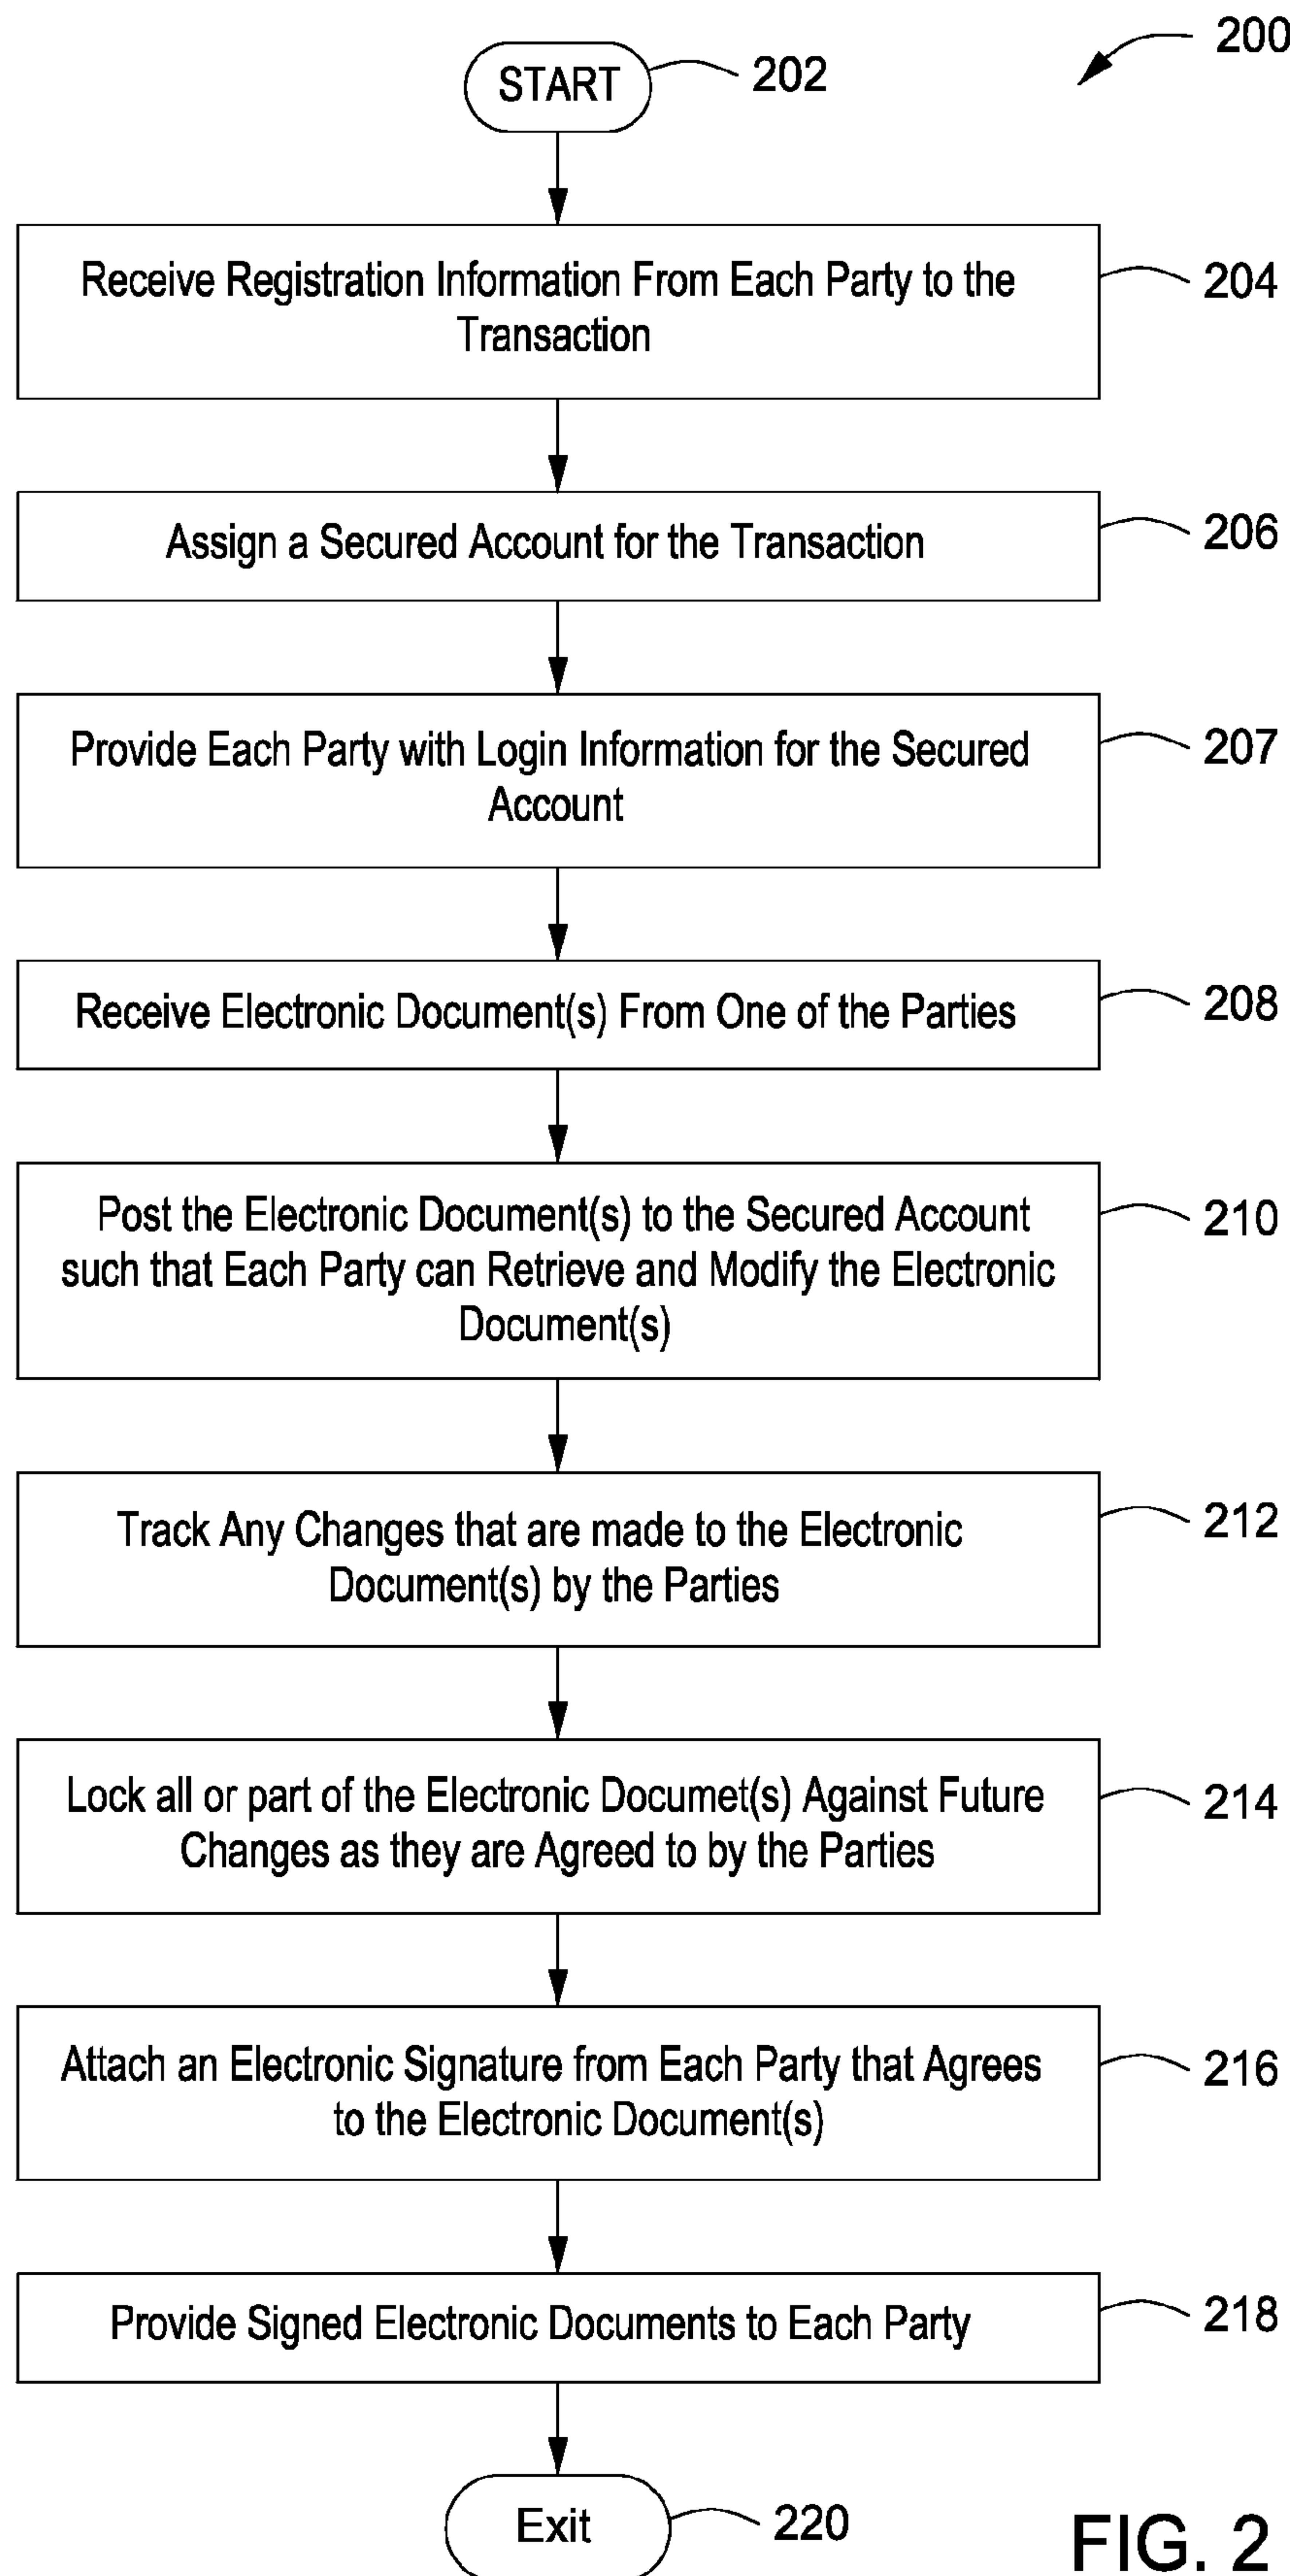 200
START
202
Receive Registration Information From Each Party to the
Transaction
204
Assign a Secured Account for the Transaction
206
Provide Each Party with Login Information for the Secured
Account
207
Receive Electronic Document(s) From One of the Parties
208
Post the Electronic Document(s) to the Secured Account
such that Each Party can Retrieve and Modify the Electronic
Document(s)
210
Track Any Changes that are made to the Electronic
Document(s) by the Parties
212
Lock all or part of the Electronic Documet(s) Against Future
Changes as they are Agreed to by the Parties
214
Attach an Electronic Signature from Each Party that Agrees
to the Electronic Document(s)
216
Provide Signed Electronic Documents to Each Party
218
Exit
220
FIG. 2